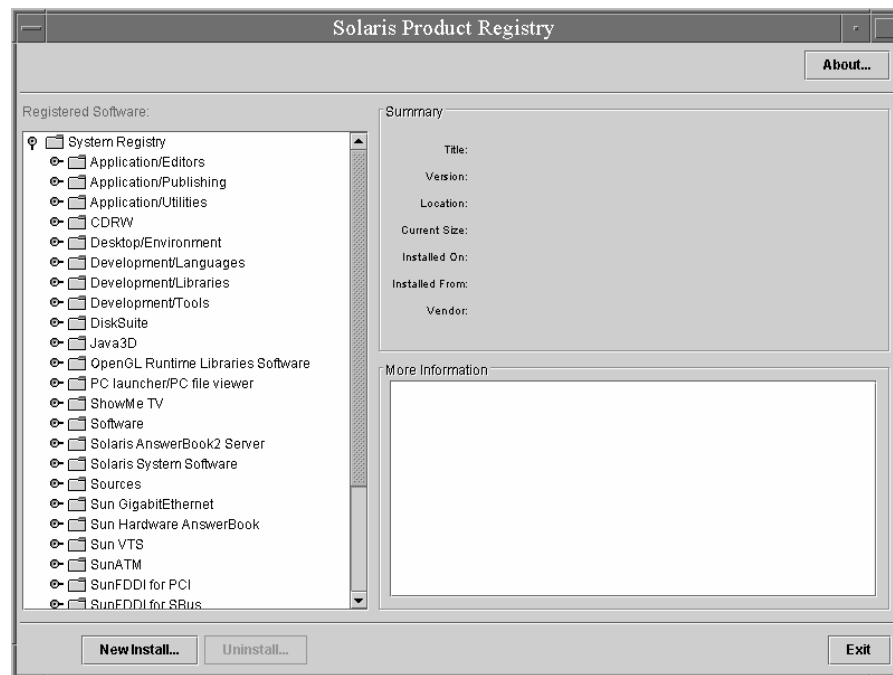 Solaris Product Registry
About...
Registered Software:
System Registry
Application/Editors
Application/Publishing
Application/Utilities
CDRW
Desktop/Environment
Development/Languages
Development/Libraries
Development/Tools
DiskSuite
Java3D
OpenGL Runtime Libraries Software
PC launcher/PC file viewer
ShowMe TV
Software
Solaris AnswerBook2 Server
Solaris System Software
Sources
Sun GigabitEthernet
Sun Hardware AnswerBook
Sun VTS
SunATM
SunFDDI for PCI
SunFDDI for SBus
Summary
Title:
Version:
Location:
Current Size:
Installed On:
Installed From:
Vendor:
More Information
New Install...
Uninstall...
Exit